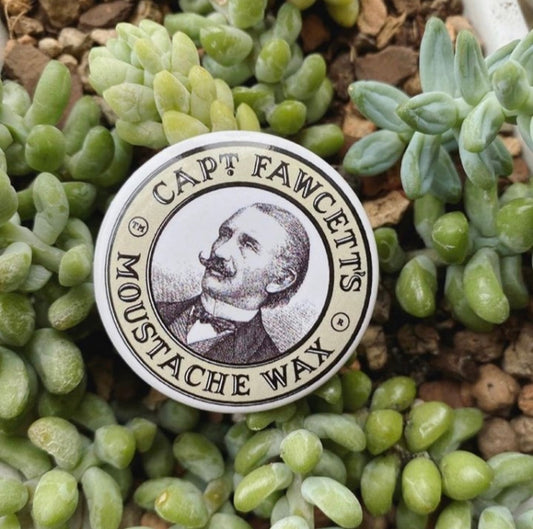 CAPT. FAWCETT'S
MOUSTACHE WAX
TM
®